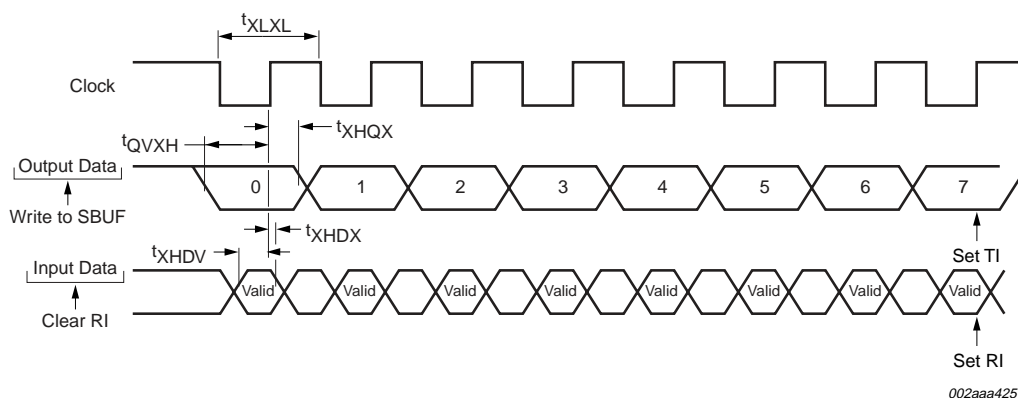 tXLXL
Clock
tQVXH
tXHQX
Output Data
0 1 2 3 4 5 6 7
Write to SBUF
tXHDX
Set TI
tXHDV
Input Data
Valid Valid Valid Valid Valid Valid Valid Valid
Clear RI
Set RI
002aaa425